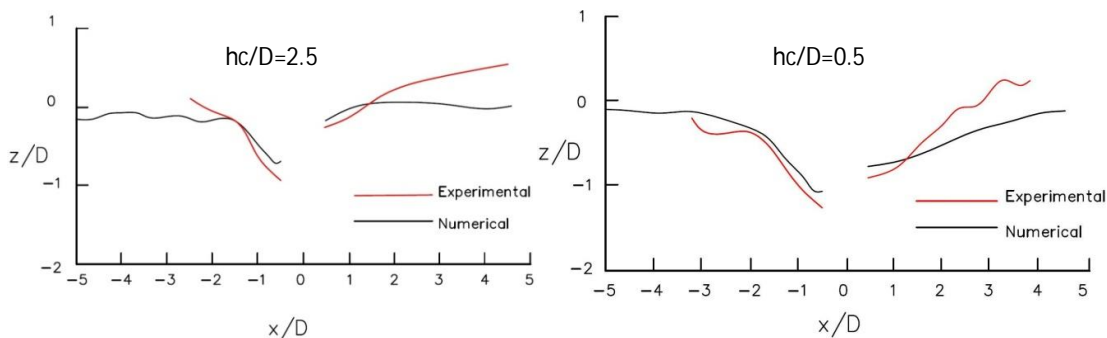 hc/D=2.5
1
0
z/D
-1
-2
Experimental
Numerical
-5 -4 -3 -2 -1 0 1 2 3 4 5
x/D
hc/D=0.5
1
0
z/D
-1
-2
Experimental
Numerical
-5 -4 -3 -2 -1 0 1 2 3 4 5
x/D